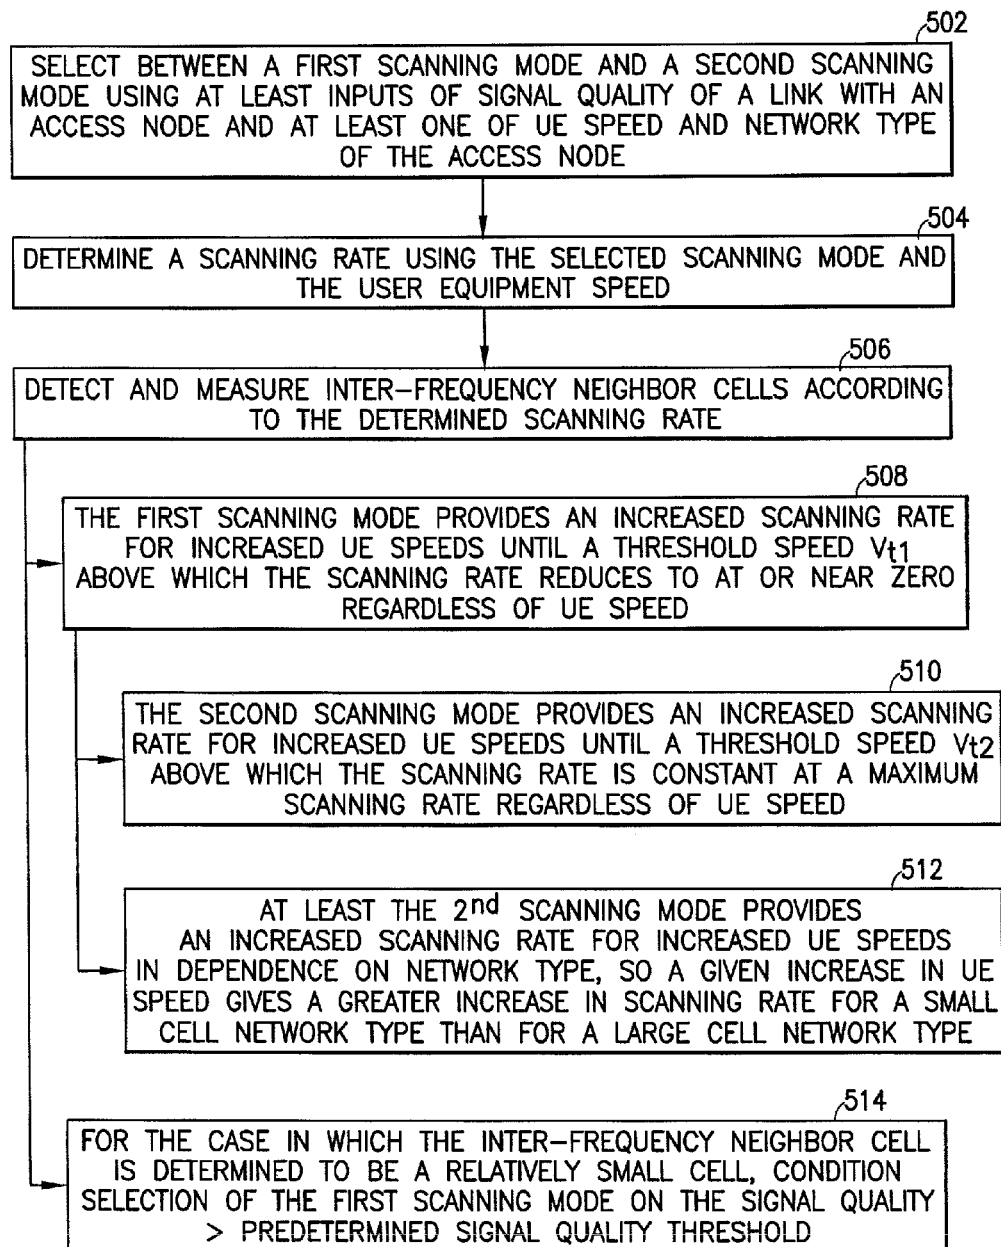 502
SELECT BETWEEN A FIRST SCANNING MODE AND A SECOND SCANNING
MODE USING AT LEAST INPUTS OF SIGNAL QUALITY OF A LINK WITH AN
ACCESS NODE AND AT LEAST ONE OF UE SPEED AND NETWORK TYPE
OF THE ACCESS NODE
504
DETERMINE A SCANNING RATE USING THE SELECTED SCANNING MODE AND
THE USER EQUIPMENT SPEED
506
DETECT AND MEASURE INTER-FREQUENCY NEIGHBOR CELLS ACCORDING
TO THE DETERMINED SCANNING RATE
508
THE FIRST SCANNING MODE PROVIDES AN INCREASED SCANNING RATE
FOR INCREASED UE SPEEDS UNTIL A THRESHOLD SPEED Vt1
ABOVE WHICH THE SCANNING RATE REDUCES TO AT OR NEAR ZERO
REGARDLESS OF UE SPEED
510
THE SECOND SCANNING MODE PROVIDES AN INCREASED SCANNING
RATE FOR INCREASED UE SPEEDS UNTIL A THRESHOLD SPEED Vt2
ABOVE WHICH THE SCANNING RATE IS CONSTANT AT A MAXIMUM
SCANNING RATE REGARDLESS OF UE SPEED
512
AT LEAST THE 2nd SCANNING MODE PROVIDES
AN INCREASED SCANNING RATE FOR INCREASED UE SPEEDS
IN DEPENDENCE ON NETWORK TYPE, SO A GIVEN INCREASE IN UE
SPEED GIVES A GREATER INCREASE IN SCANNING RATE FOR A SMALL
CELL NETWORK TYPE THAN FOR A LARGE CELL NETWORK TYPE
514
FOR THE CASE IN WHICH THE INTER-FREQUENCY NEIGHBOR CELL
IS DETERMINED TO BE A RELATIVELY SMALL CELL, CONDITION
SELECTION OF THE FIRST SCANNING MODE ON THE SIGNAL QUALITY
> PREDETERMINED SIGNAL QUALITY THRESHOLD